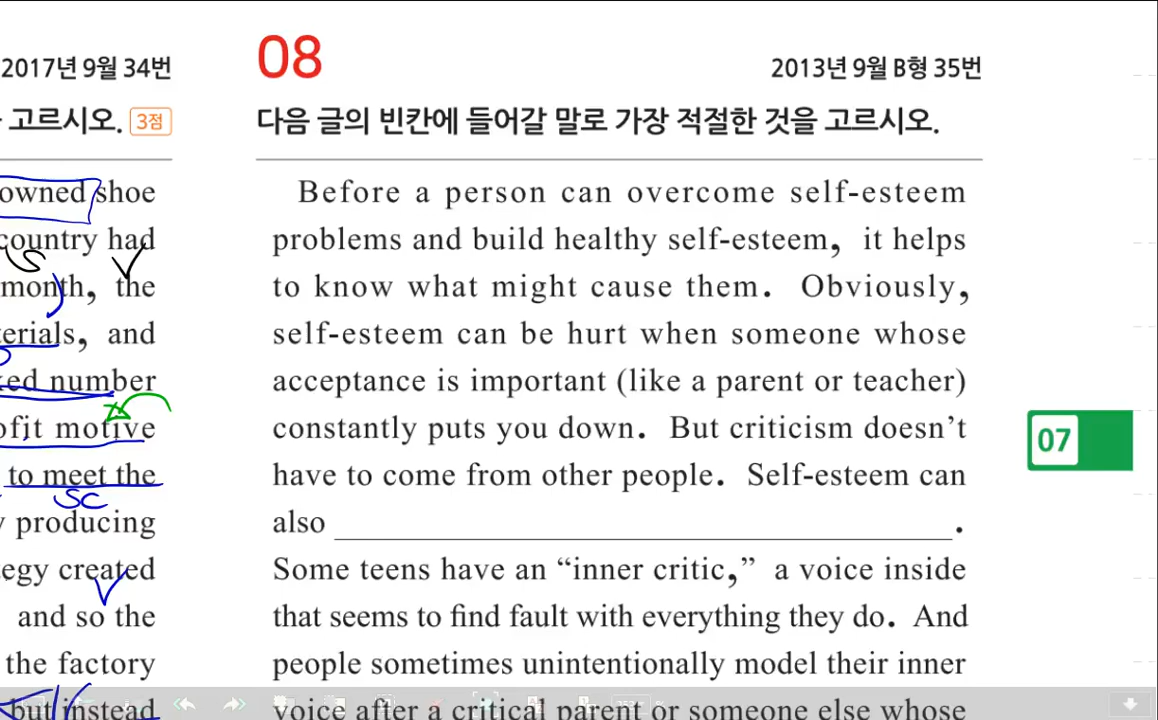 2017년 9월 34번
고르시오. 3점
owned shoe
country had
month, the
erials, and
ked number
ofit motive
to meet the
producing
egy created
and so the
the factory
but instead
S
V
SC
V
08
2013년 9월 B형 35번
다음 글의 빈칸에 들어갈 말로 가장 적절한 것을 고르시오.
Before a person can overcome self-esteem
problems and build healthy self-esteem, it helps
to know what might cause them. Obviously,
self-esteem can be hurt when someone whose
acceptance is important (like a parent or teacher)
constantly puts you down. But criticism doesn't
have to come from other people. Self-esteem can
also ______________________.
Some teens have an “inner critic,” a voice inside
that seems to find fault with everything they do. And
people sometimes unintentionally model their inner
voice after a critical parent or someone else whose
07